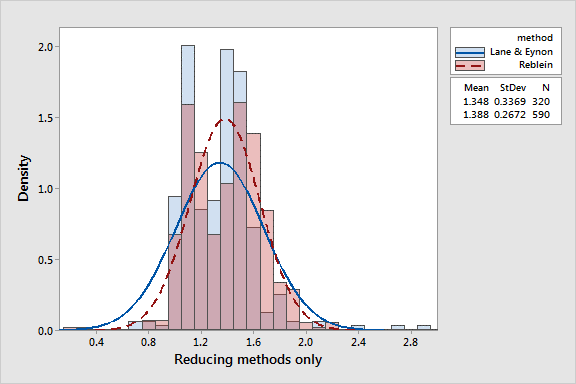 method
Lane & Eynon
Reblein
Mean StDev N
1.348 0.3369 320
1.388 0.2672 590
2.0
1.5
1.0
0.5
0.0
Density
0.4 0.8 1.2 1.6 2.0 2.4 2.8
Reducing methods only